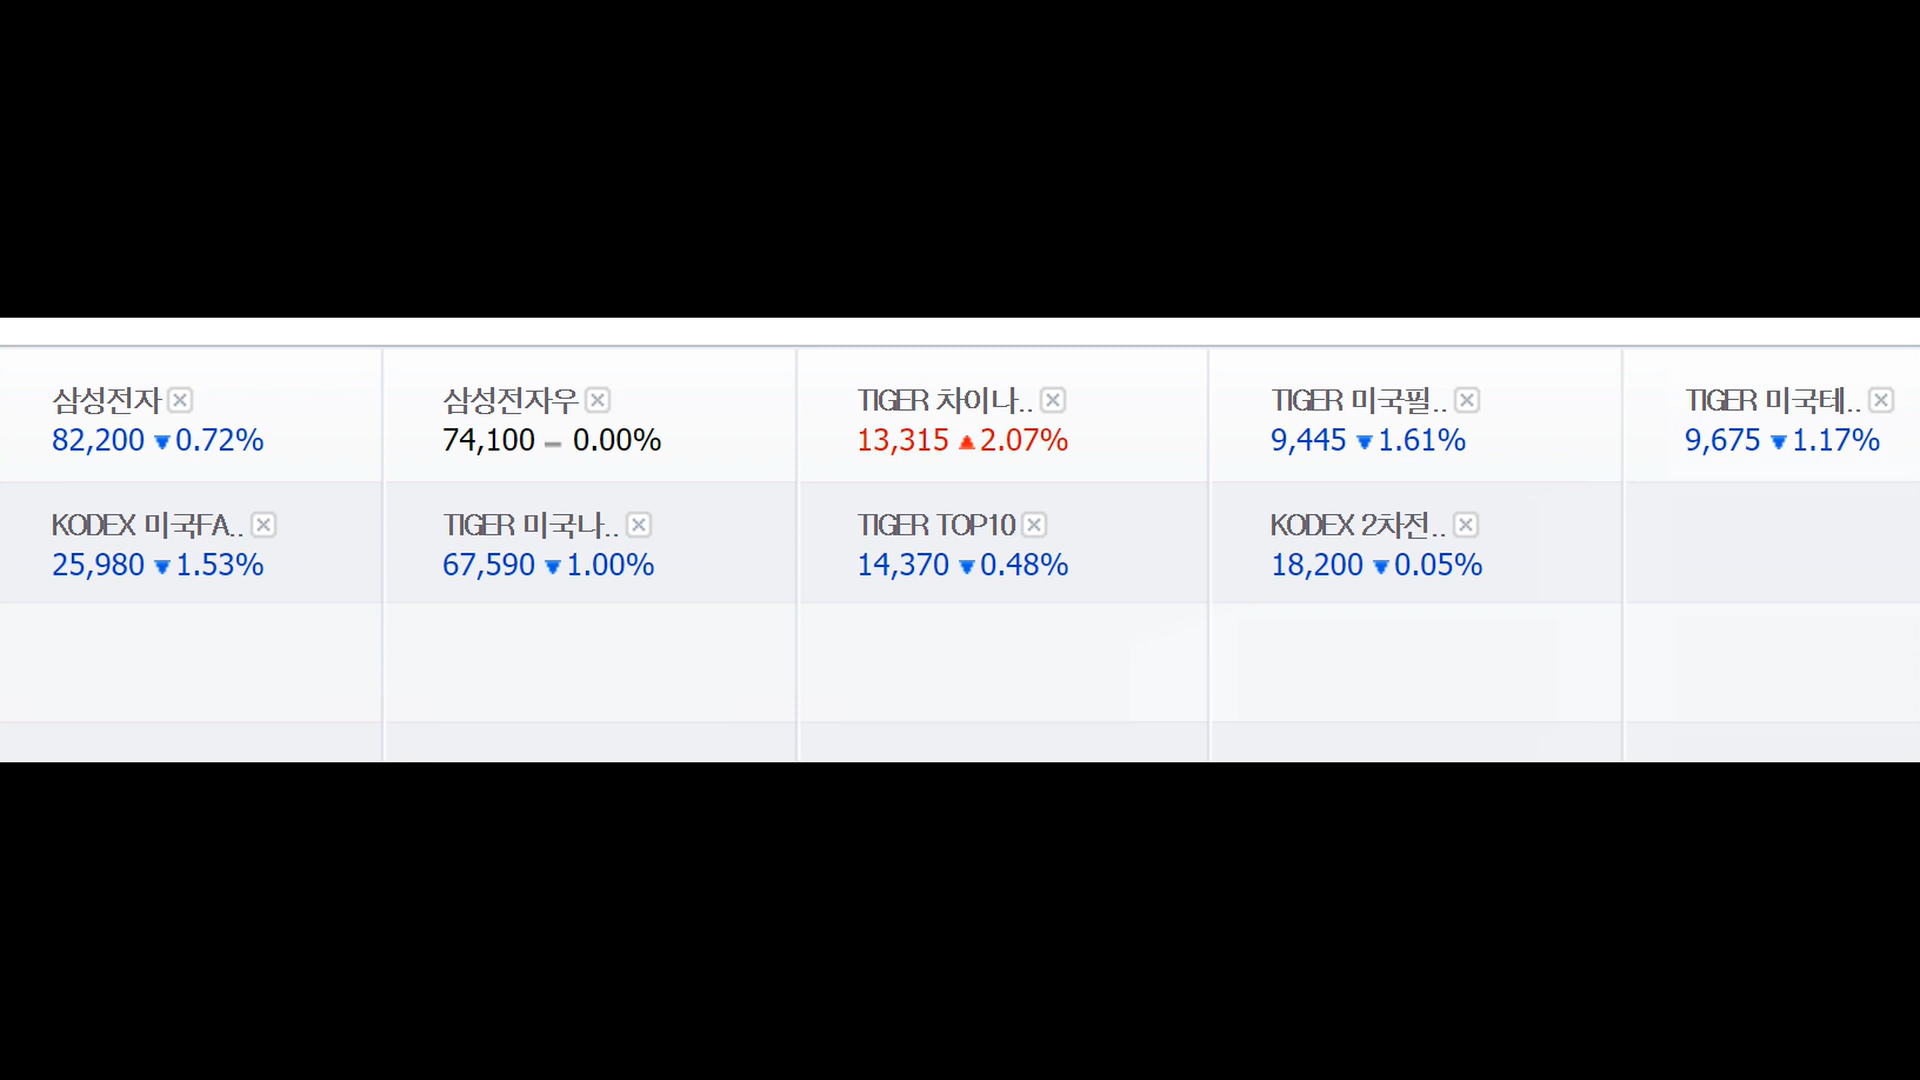 삼성전자
82,200 ▼0.72%
삼성전자우
74,100 – 0.00%
TIGER 차이나..
13,315 ▲2.07%
TIGER 미국필..
9,445 ▼1.61%
TIGER 미국테..
9,675 ▼1.17%
KODEX 미국FA..
25,980 ▼1.53%
TIGER 미국나..
67,590 ▼1.00%
TIGER TOP10
14,370 ▼0.48%
KODEX 2차전..
18,200 ▼0.05%